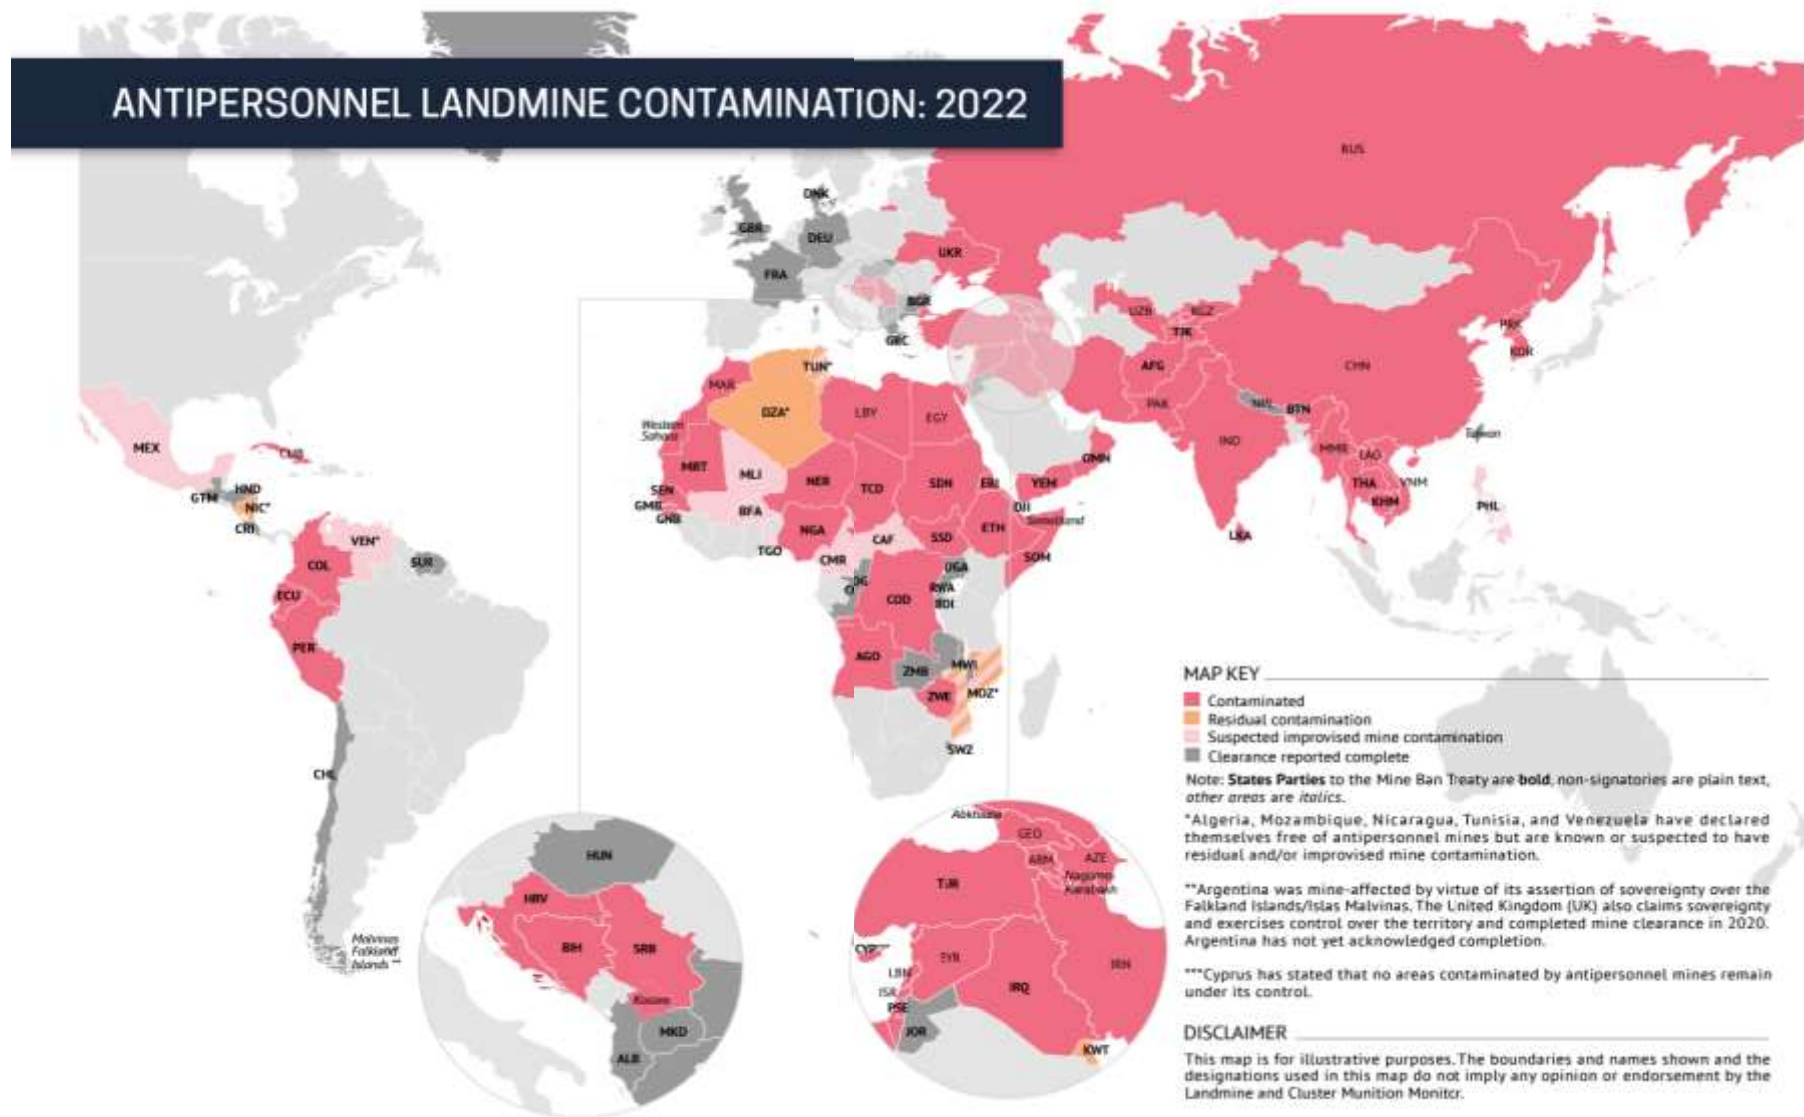 ANTIPERSONNEL LANDMINE CONTAMINATION: 2022
RUS
DNK
GBR
DEU
FRA
UKR
BGR
GRC
UZB
KGZ
TJK
PRK
KOR
CHN
AFG
PAK
NPL
BTN
IND
Taiwan
MMR
LAO
THA
VNM
KHM
PHL
LKA
MAR
TUN*
DZA*
LBY
EGY
Western
Sahara
MRT
MLI
NER
TCD
SDN
ERI
YEM
OMN
SEN
GMB
GNB
BFA
NGA
TGO
CMR
CAF
SSD
ETH
DJI
Somaliland
SOM
UGA
RWA
BDI
COD
AGO
ZMB
MWI
ZWE
MOZ*
SWZ
MEX
CUB
GTM
HND
NIC*
CRI
VEN*
COL
SUR
ECU
PER
CHL
Malvinas
Falkland
Islands **
HUN
HRV
BIH
SRB
Kosovo
MKD
ALB
Abkhazia
GEO
ARM
AZE
Nagorno-
Karabakh
TUR
CYP***
SYR
LBN
ISR
PSE
JOR
IRQ
IRN
KWT
MAP KEY
Contaminated
Residual contamination
Suspected improvised mine contamination
Clearance reported complete
Note: States Parties to the Mine Ban Treaty are bold, non-signatories are plain text,
other areas are italics.
*Algeria, Mozambique, Nicaragua, Tunisia, and Venezuela have declared
themselves free of antipersonnel mines but are known or suspected to have
residual and/or improvised mine contamination.
**Argentina was mine-affected by virtue of its assertion of sovereignty over the
Falkland Islands/Islas Malvinas. The United Kingdom (UK) also claims sovereignty
and exercises control over the territory and completed mine clearance in 2020.
Argentina has not yet acknowledged completion.
***Cyprus has stated that no areas contaminated by antipersonnel mines remain
under its control.
DISCLAIMER
This map is for illustrative purposes. The boundaries and names shown and the
designations used in this map do not imply any opinion or endorsement by the
Landmine and Cluster Munition Monitor.